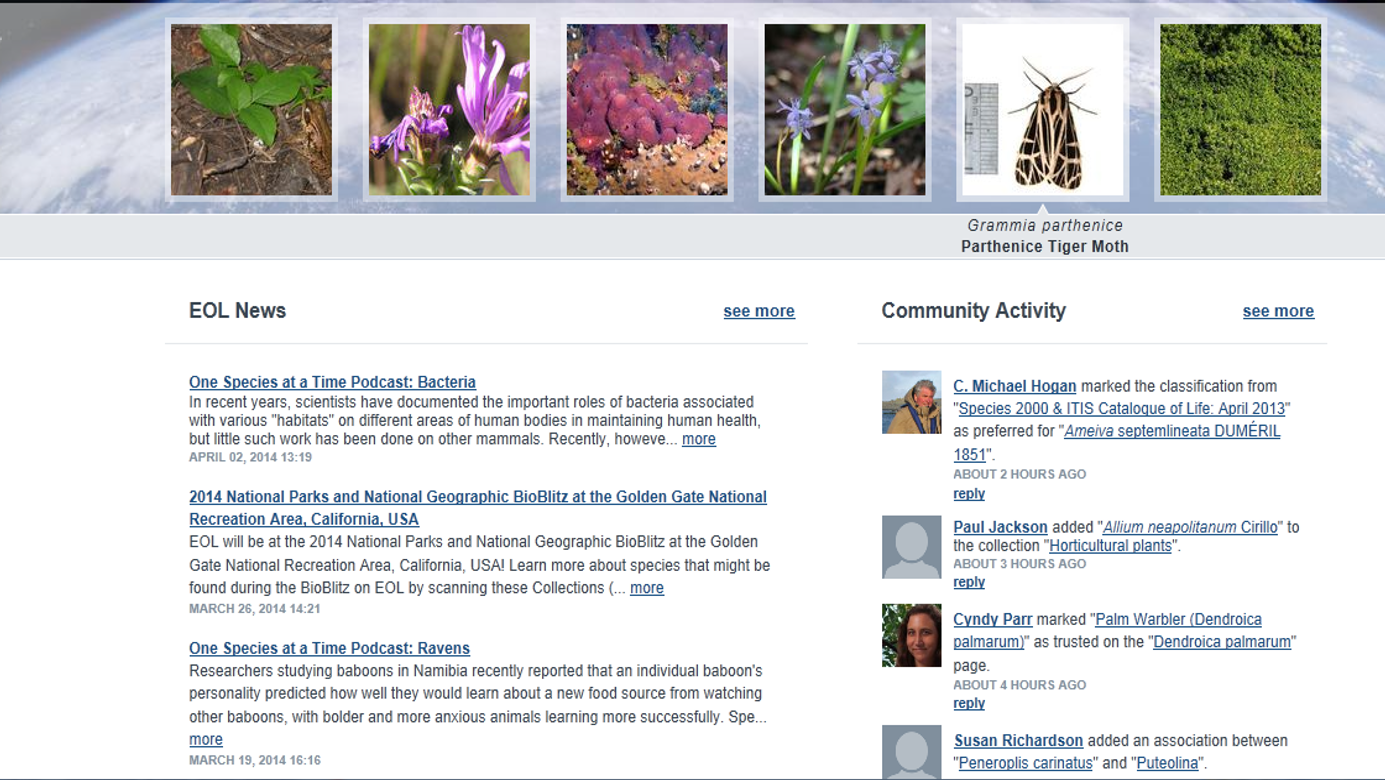 Grammia parthenice
Parthenice Tiger Moth
EOL News
see more
One Species at a Time Podcast: Bacteria
In recent years, scientists have documented the important roles of bacteria associated
with various "habitats" on different areas of human bodies in maintaining human health,
but little such work has been done on other mammals. Recently, howeve... more
APRIL 02, 2014 13:19
2014 National Parks and National Geographic BioBlitz at the Golden Gate National
Recreation Area, California, USA
EOL will be at the 2014 National Parks and National Geographic BioBlitz at the Golden
Gate National Recreation Area, California, USA! Learn more about species that might be
found during the BioBlitz on EOL by scanning these Collections (... more
MARCH 26, 2014 14:21
One Species at a Time Podcast: Ravens
Researchers studying baboons in Namibia recently reported that an individual baboon's
personality predicted how well they would learn about a new food source from watching
other baboons, with bolder and more anxious animals learning more successfully. Spe...
more
MARCH 19, 2014 16:16
Community Activity
see more
C. Michael Hogan marked the classification from
"Species 2000 & ITIS Catalogue of Life: April 2013"
as preferred for "Ameiva septemlineata DUMÉRIL
1851".
ABOUT 2 HOURS AGO
reply
Paul Jackson added "Allium neapolitanum Cirillo" to
the collection "Horticultural plants".
ABOUT 3 HOURS AGO
reply
Cyndy Parr marked "Palm Warbler (Dendroica
palmarum)" as trusted on the "Dendroica palmarum"
page.
ABOUT 4 HOURS AGO
reply
Susan Richardson added an association between
"Peneroplis carinatus" and "Puteolina".